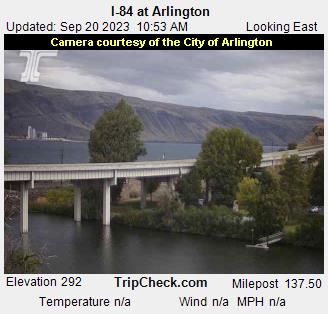 I-84 at Arlington
Updated: Sep 20 2023 10:53 AM Looking East
Camera courtesy of the City of Arlington
Elevation 292 TripCheck.com Milepost 137.50
Temperature n/a Wind n/a MPH n/a